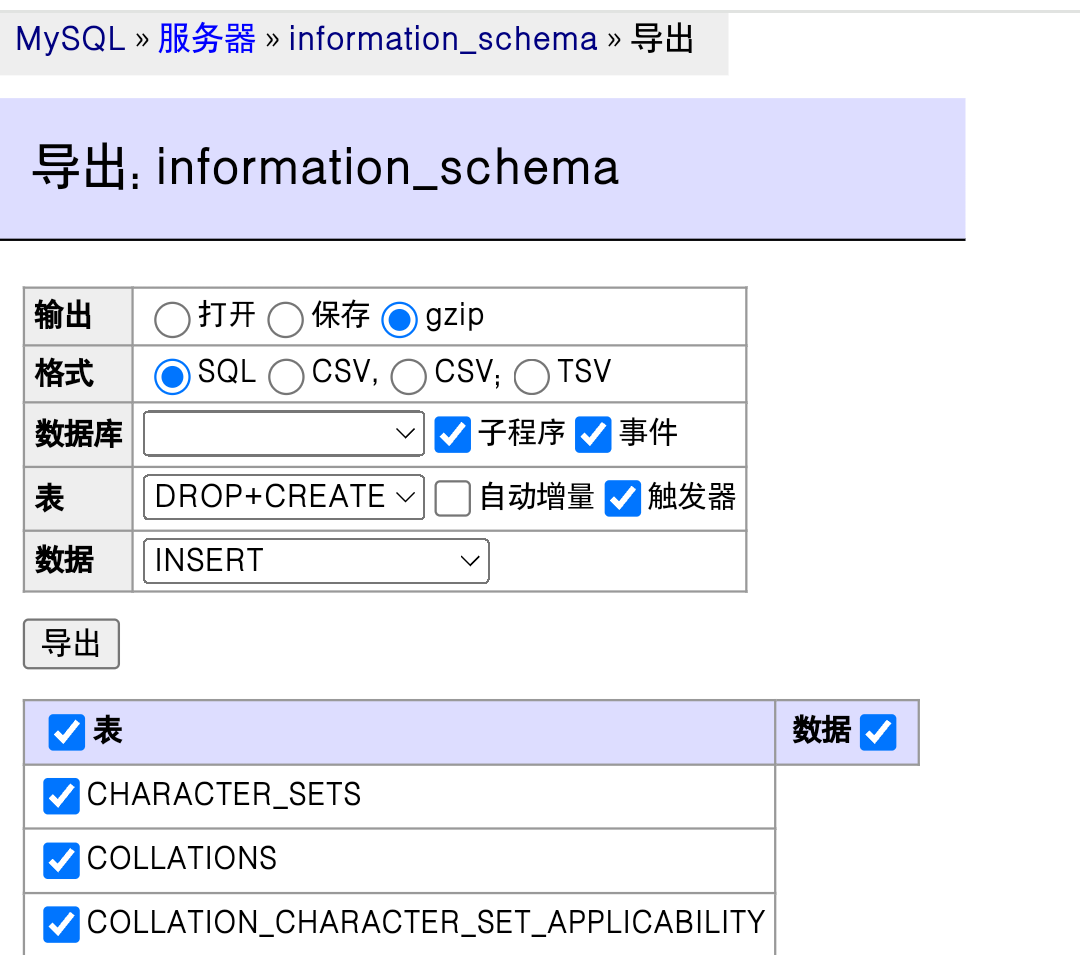 MySQL » 服务器 » information_schema » 导出
导出: information_schema
输出 打开 保存 gzip
格式 SQL CSV, CSV; TSV
数据库 子程序 事件
表 DROP+CREATE 自动增量 触发器
数据 INSERT
导出
表 数据
CHARACTER_SETS
COLLATIONS
COLLATION_CHARACTER_SET_APPLICABILITY